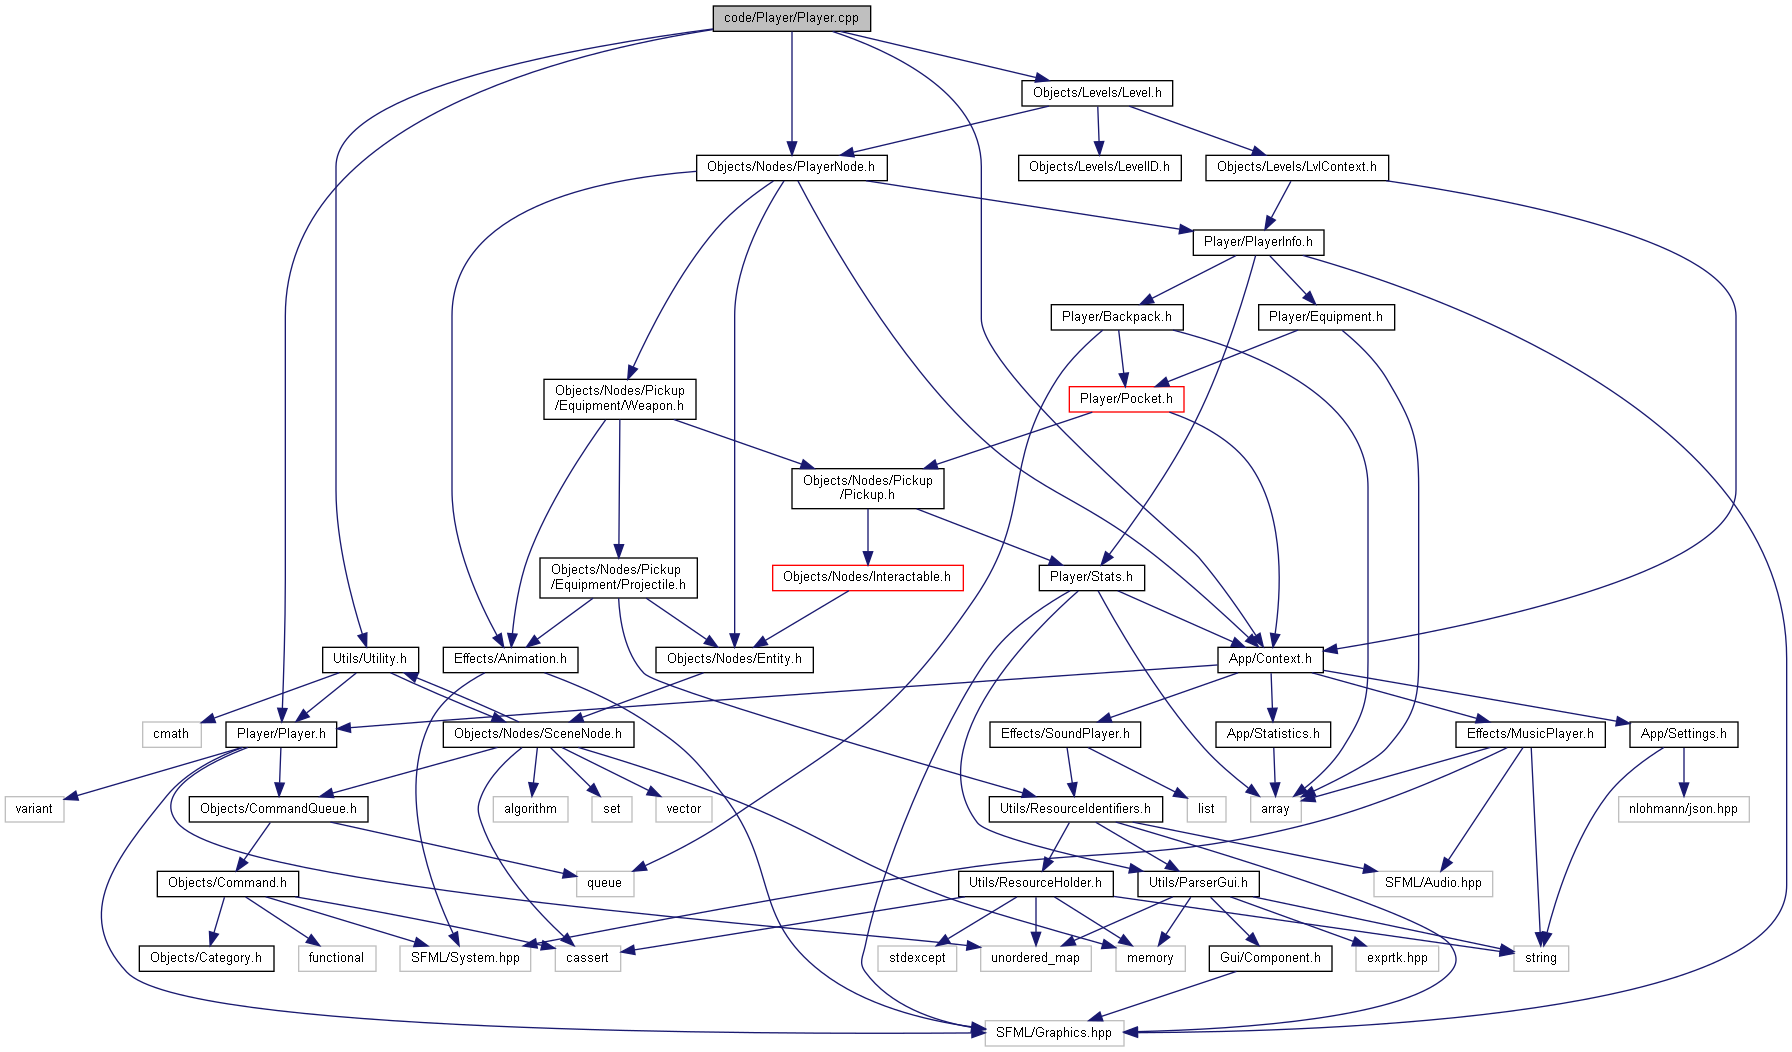 code/Player/Player.cpp
Objects/Levels/Level.h
Objects/Nodes/PlayerNode.h
Objects/Levels/LevelID.h
Objects/Levels/LvlContext.h
Player/PlayerInfo.h
Player/Backpack.h
Player/Equipment.h
Objects/Nodes/Pickup
/Equipment/Weapon.h
Player/Pocket.h
Objects/Nodes/Pickup
/Pickup.h
Objects/Nodes/Pickup
/Equipment/Projectile.h
Objects/Nodes/Interactable.h
Player/Stats.h
Utils/Utility.h
Effects/Animation.h
Objects/Nodes/Entity.h
App/Context.h
cmath
Player/Player.h
Objects/Nodes/SceneNode.h
Effects/SoundPlayer.h
App/Statistics.h
Effects/MusicPlayer.h
App/Settings.h
variant
Objects/CommandQueue.h
algorithm
set
vector
Utils/ResourceIdentifiers.h
list
array
nlohmann/json.hpp
Objects/Command.h
queue
Utils/ResourceHolder.h
Utils/ParserGui.h
SFML/Audio.hpp
Objects/Category.h
functional
SFML/System.hpp
cassert
stdexcept
unordered_map
memory
Gui/Component.h
exprtk.hpp
string
SFML/Graphics.hpp